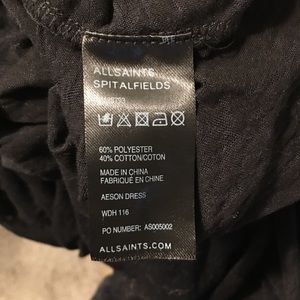 ALLSAINTS
SPITALFIELDS
60% POLYESTER
40% COTTON/COTON
MADE IN CHINA
FABRIQUÉ EN CHINE
AESON DRESS
WDH 116
PO NUMBER: AS005002
ALLSAINTS.COM